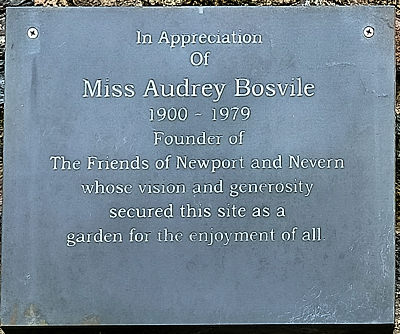 In Appreciation
Of
Miss Audrey Bosvile
1900 - 1979
Founder of
The Friends of Newport and Nevern
whose vision and generosity
secured this site as a
garden for the enjoyment of all.